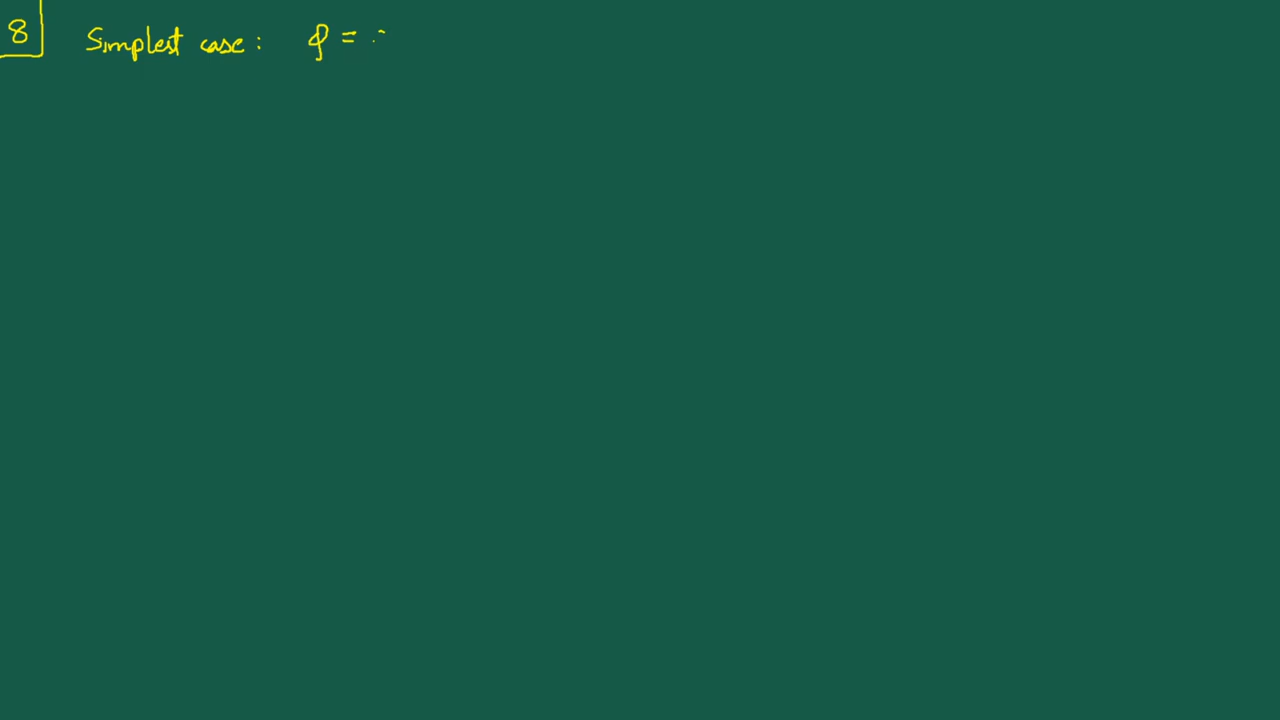 8
Simplest case : φ =